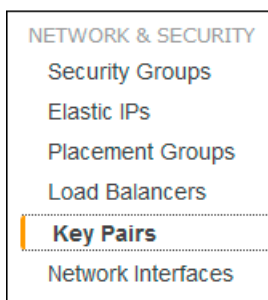 NETWORK & SECURITY
Security Groups
Elastic IPs
Placement Groups
Load Balancers
Key Pairs
Network Interfaces